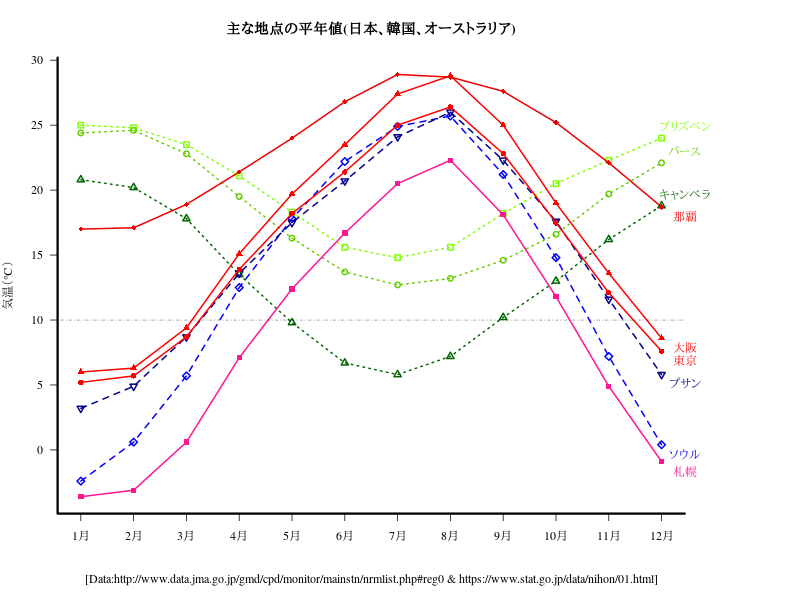 主な地点の平年値(日本、韓国、オーストラリア)
気温(℃)
30
25
20
15
10
5
0
ブリズベン
パース
キャンベラ
那覇
大阪
東京
プサン
ソウル
札幌
1月 2月 3月 4月 5月 6月 7月 8月 9月 10月 11月 12月
[Data:http://www.data.jma.go.jp/gmd/cpd/monitor/mainstn/nrmlist.php#reg0 & https://www.stat.go.jp/data/nihon/01.html]